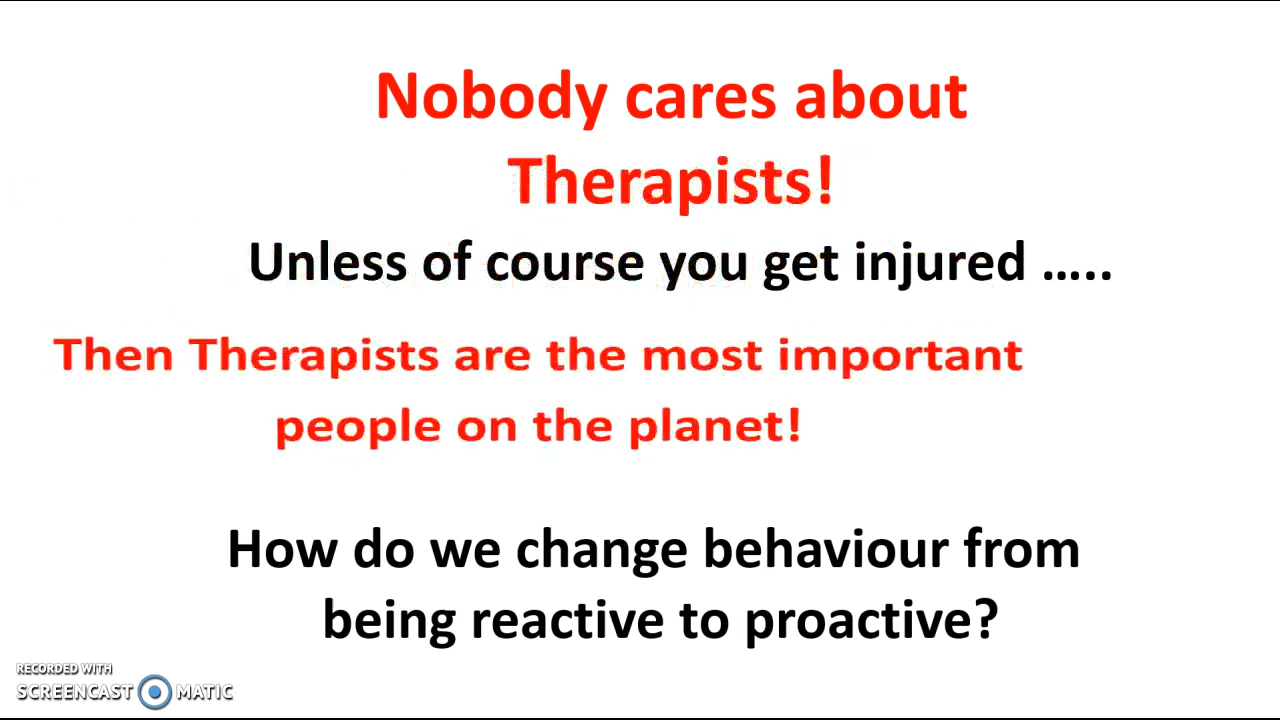 Nobody cares about
Therapists!
Unless of course you get injured …..
Then Therapists are the most important
people on the planet!
How do we change behaviour from
being reactive to proactive?
RECORDED WITH
SCREENCAST MATIC